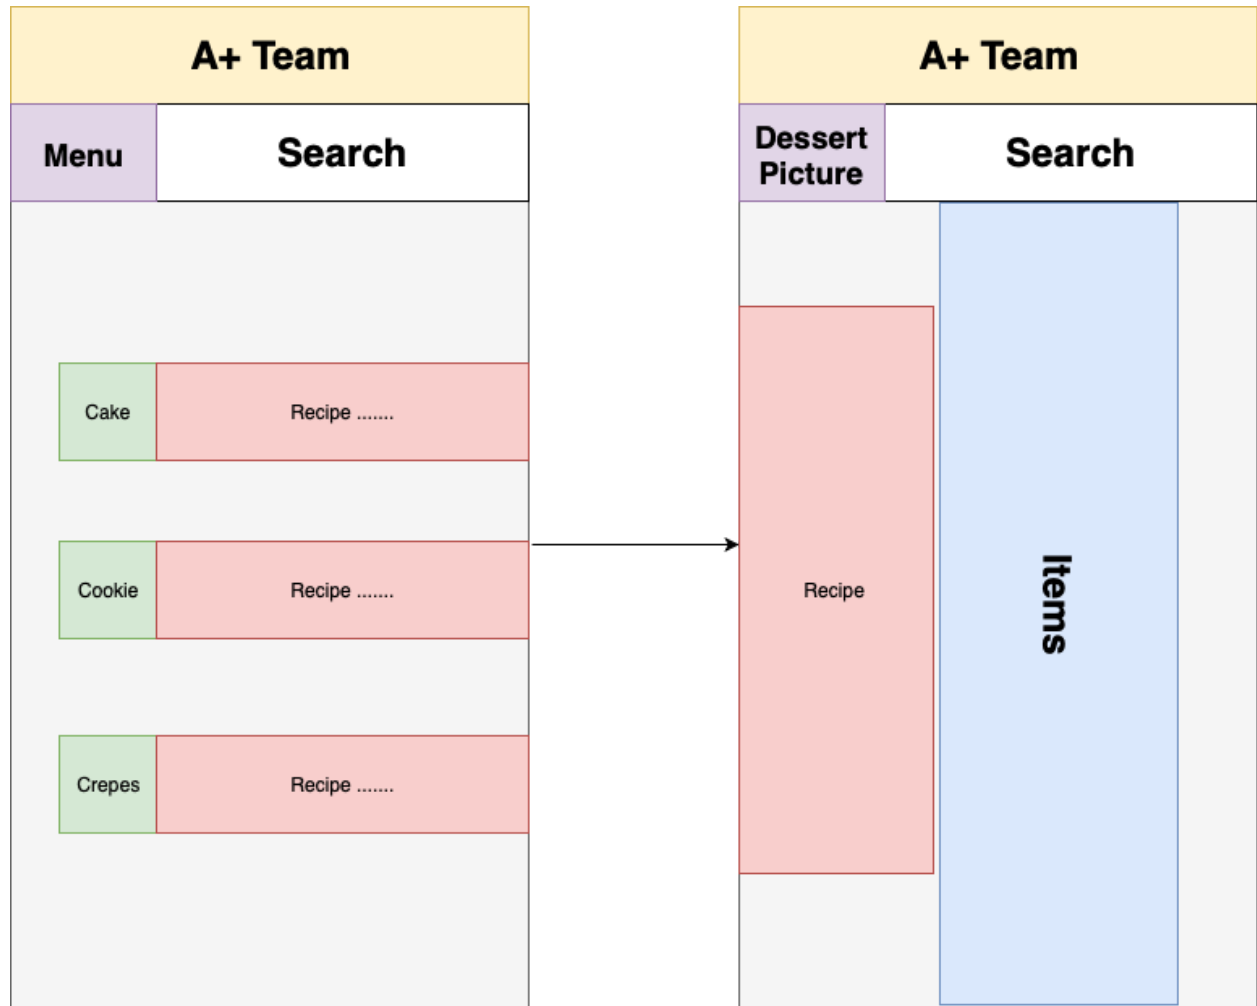 A+ Team
Menu
Search
Cake
Recipe .......
Cookie
Recipe .......
Crepes
Recipe .......
A+ Team
Dessert
Picture
Search
Recipe
Items